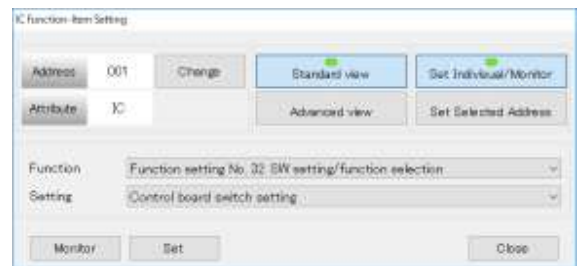 IC Function-Item Setting
Address 001 Change Standard view Set Indiviual/Monitor
Attribute IC Advanced view Set Selected Address
Function Function setting No. 32 SW setting/function selection
Setting Control board switch setting
Monitor Set Close